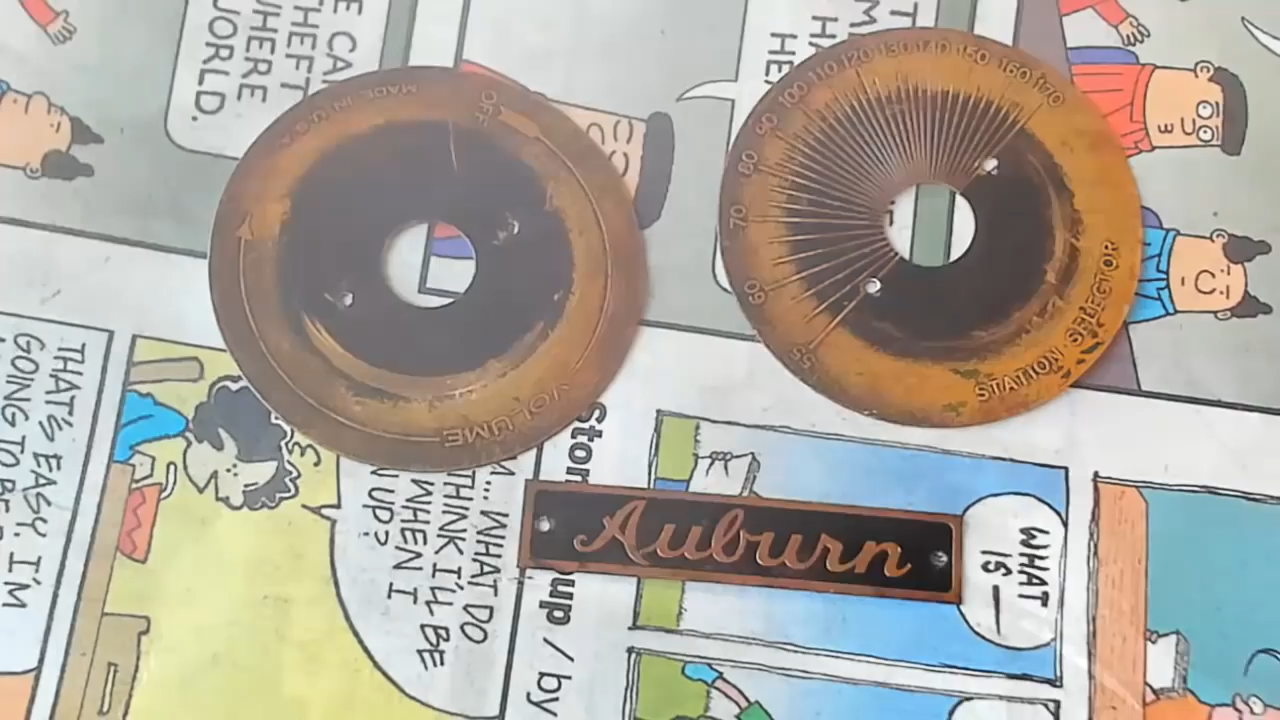 E CA
THEFT
WHERE
WORLD.
MADE IN U.S.A.
OFF
VOLUME
55 60 70 80 90 100 110 120 130 140 150 160 170
STATION SELECTOR
Auburn
THAT'S EASY. I'M
GOING TO BE
M... WHAT DO
THINK I'LL BE
WHEN I
N UP?
WHAT
IS —
up / by